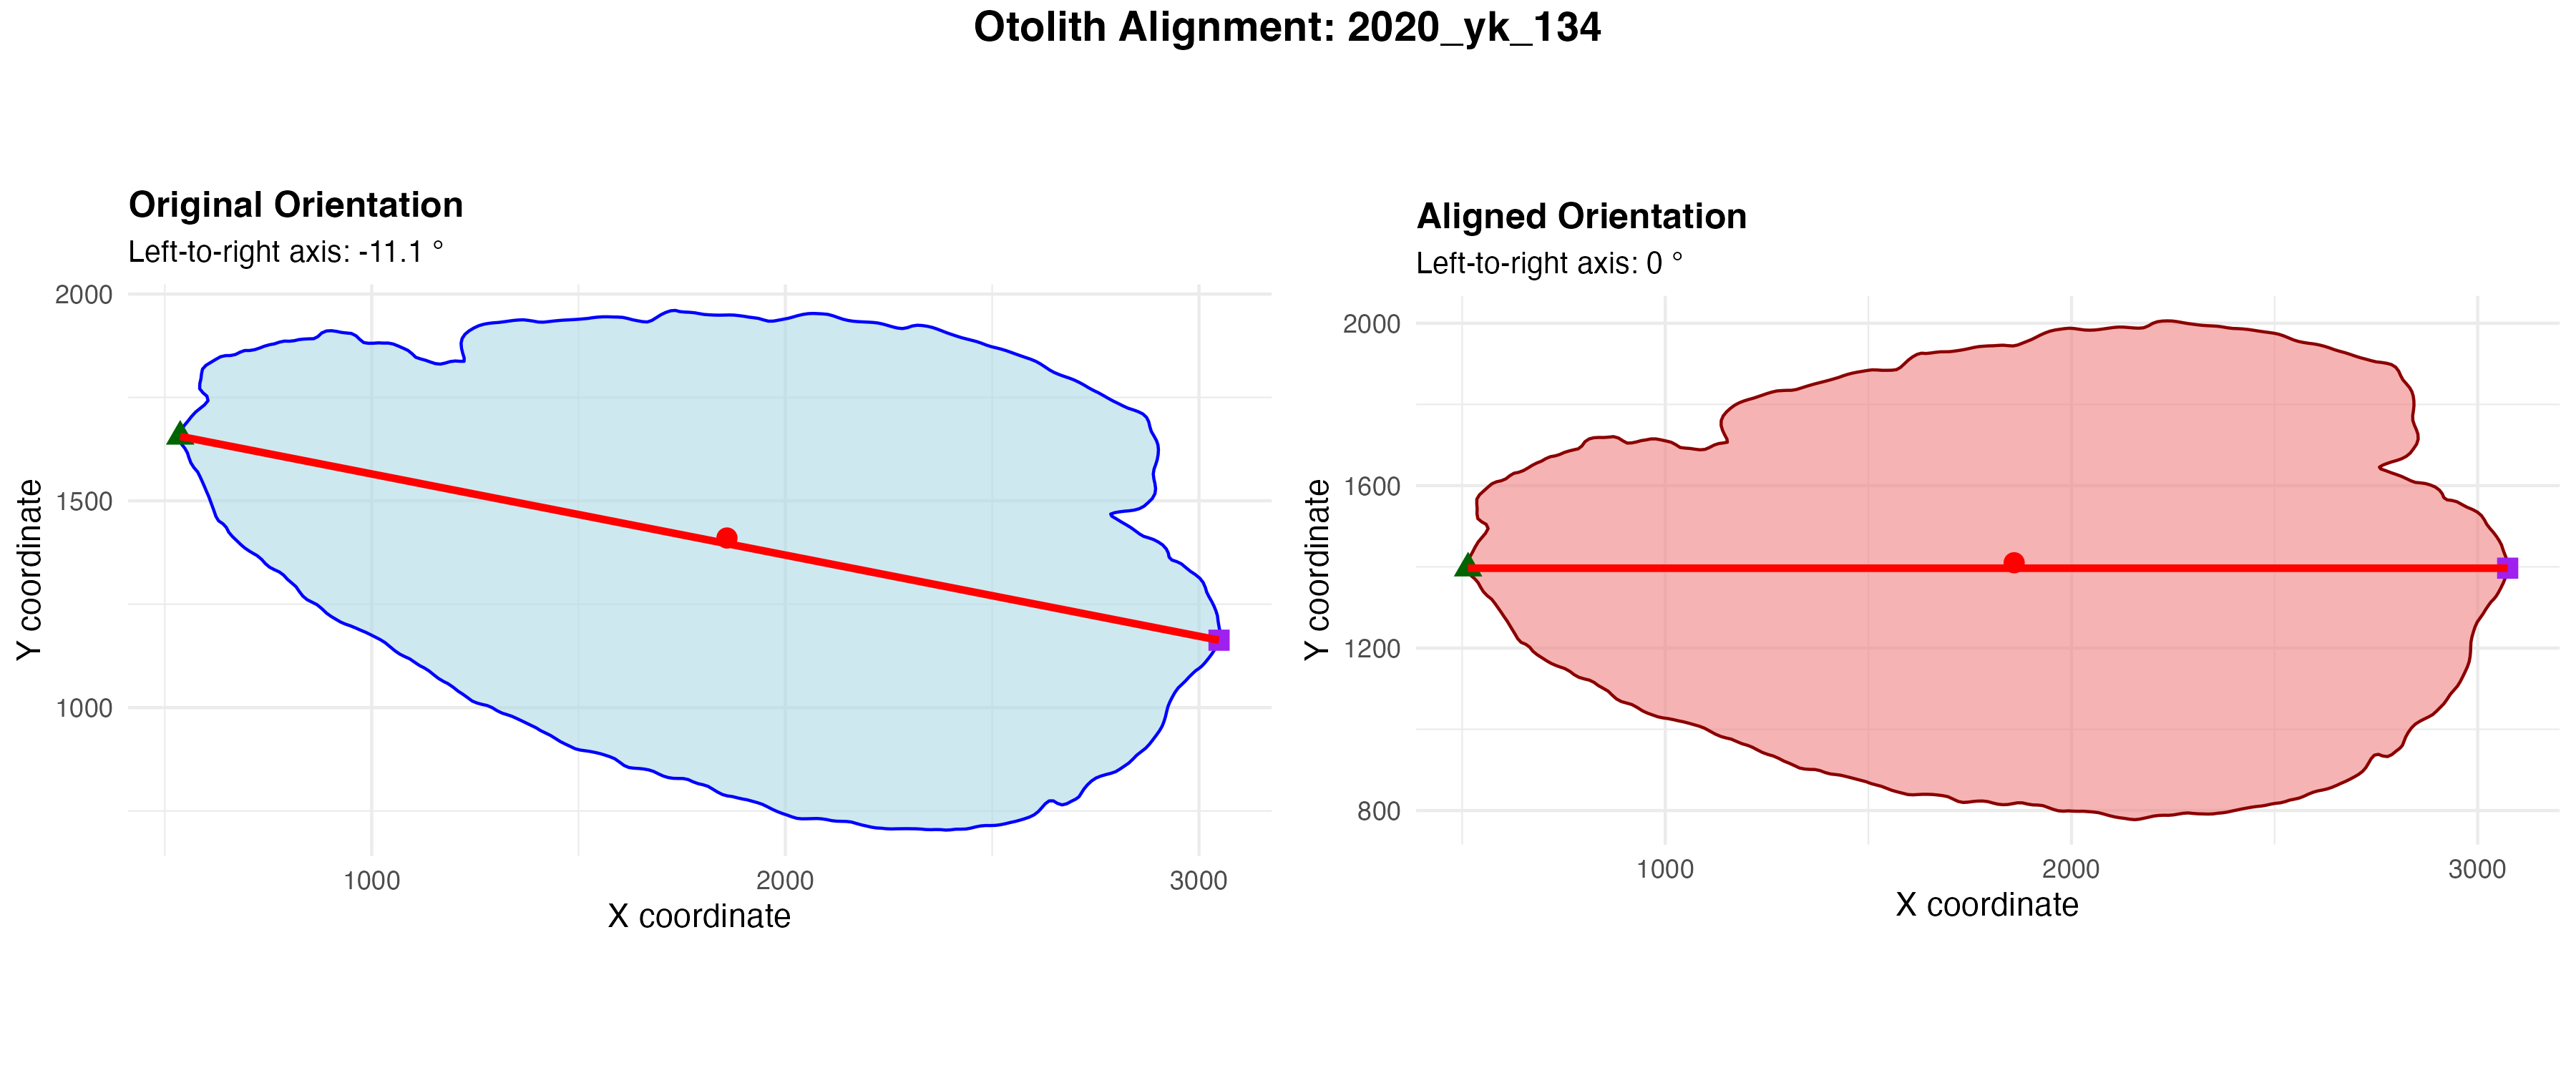 Otolith Alignment: 2020_yk_134
Original Orientation
Left-to-right axis: -11.1 °
2000
1500
1000
Y coordinate
1000
2000
3000
X coordinate
Aligned Orientation
Left-to-right axis: 0 °
2000
1600
1200
800
Y coordinate
1000
2000
3000
X coordinate